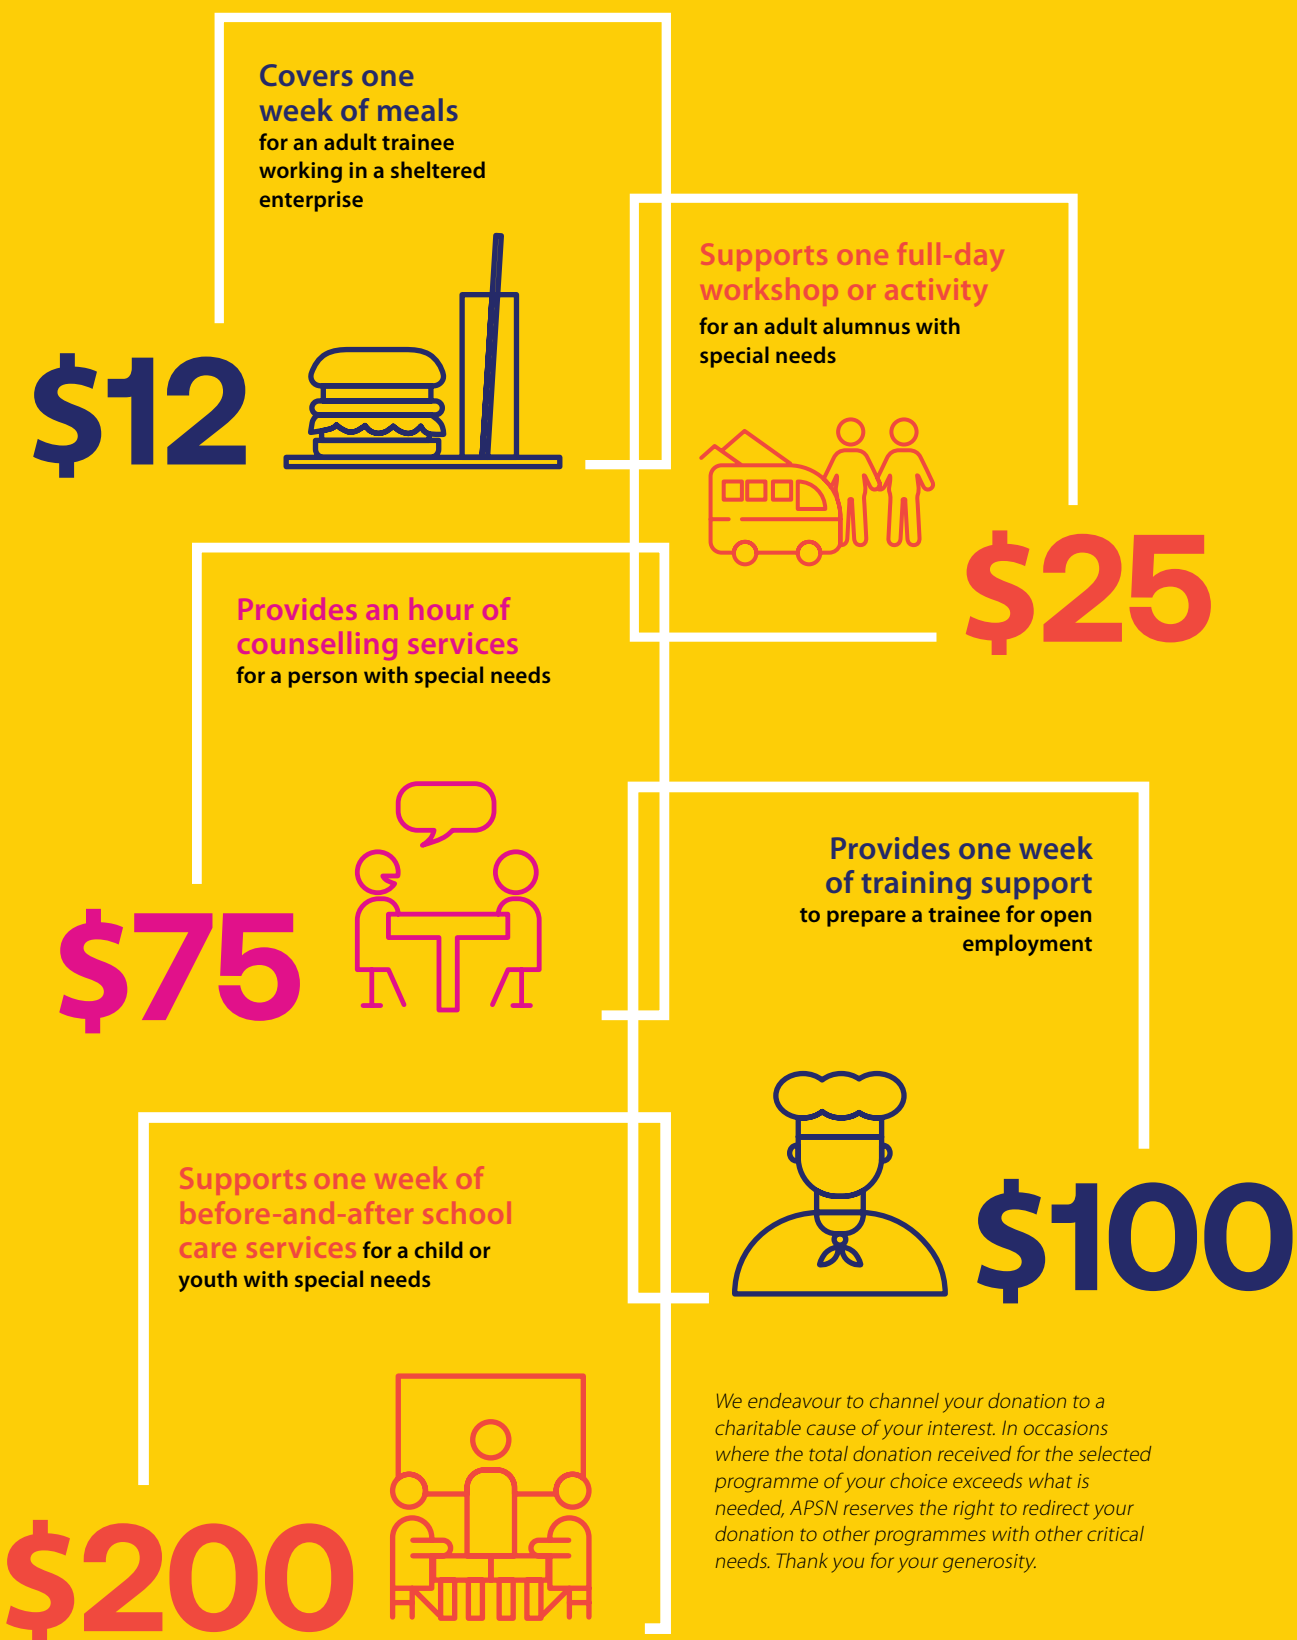 Covers one
week of meals
for an adult trainee
working in a sheltered
enterprise
$12
Supports one full-day
workshop or activity
for an adult alumnus with
special needs
$25
Provides an hour of
counselling services
for a person with special needs
$75
Provides one week
of training support
to prepare a trainee for open
employment
$100
Supports one week of
before-and-after school
care services for a child or
youth with special needs
$200
We endeavour to channel your donation to a
charitable cause of your interest. In occasions
where the total donation received for the selected
programme of your choice exceeds what is
needed, APSN reserves the right to redirect your
donation to other programmes with other critical
needs. Thank you for your generosity.